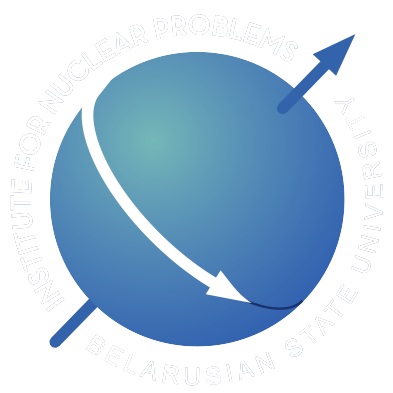 INSTITUTE FOR NUCLEAR PROBLEMS
BELARUSIAN STATE UNIVERSITY